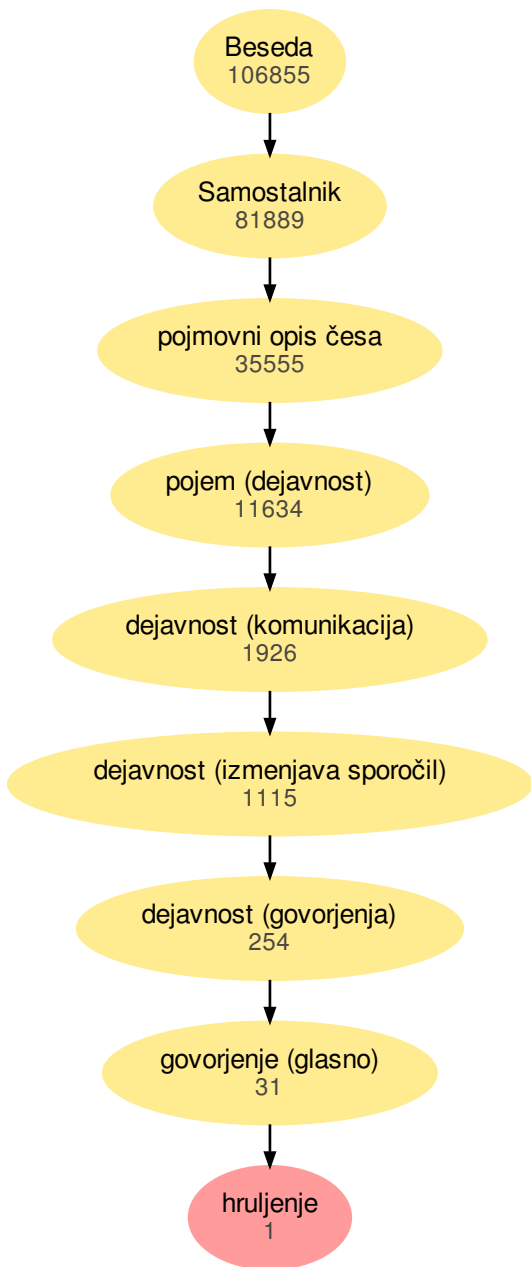 Beseda
106855
Samostalnik
81889
pojmovni opis česa
35555
pojem (dejavnost)
11634
dejavnost (komunikacija)
1926
dejavnost (izmenjava sporočil)
1115
dejavnost (govorjenja)
254
govorjenje (glasno)
31
hruljenje
1